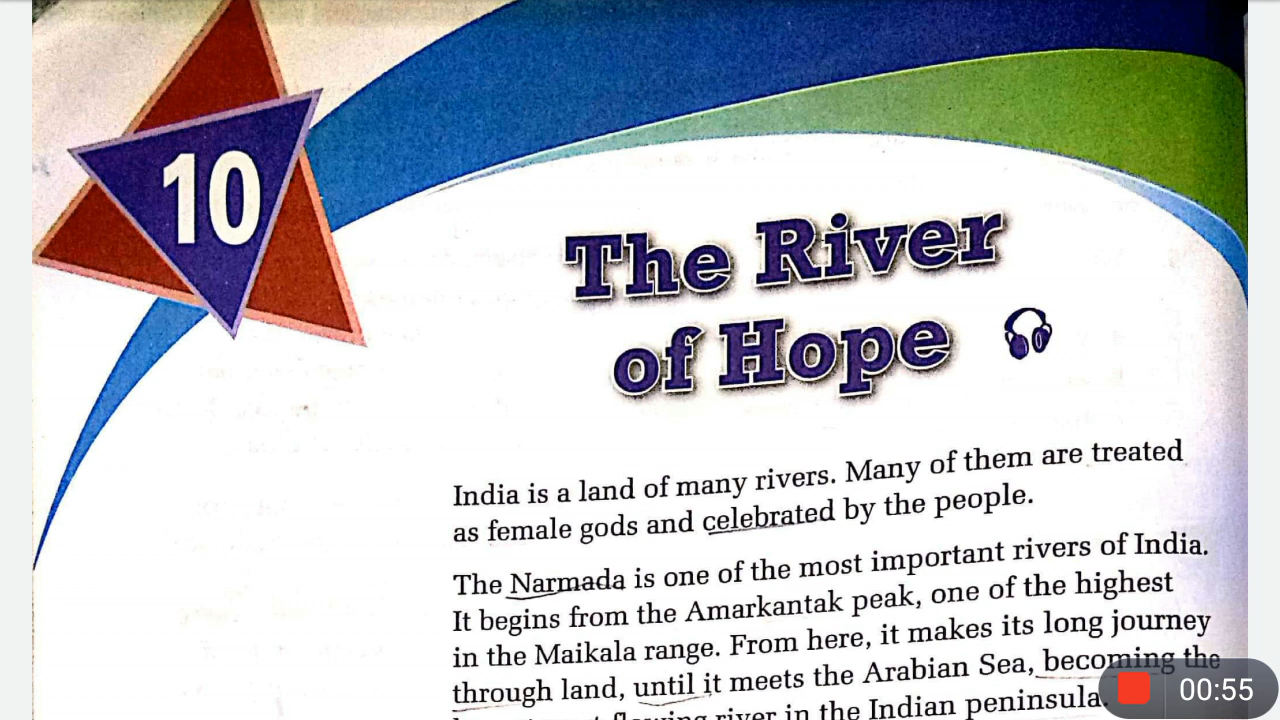 10
The River
of Hope
India is a land of many rivers. Many of them are treated
as female gods and celebrated by the people.
The Narmada is one of the most important rivers of India.
It begins from the Amarkantak peak, one of the highest
in the Maikala range. From here, it makes its long journey
through land, until it meets the Arabian Sea, becoming the
river in the Indian peninsula.
00:55